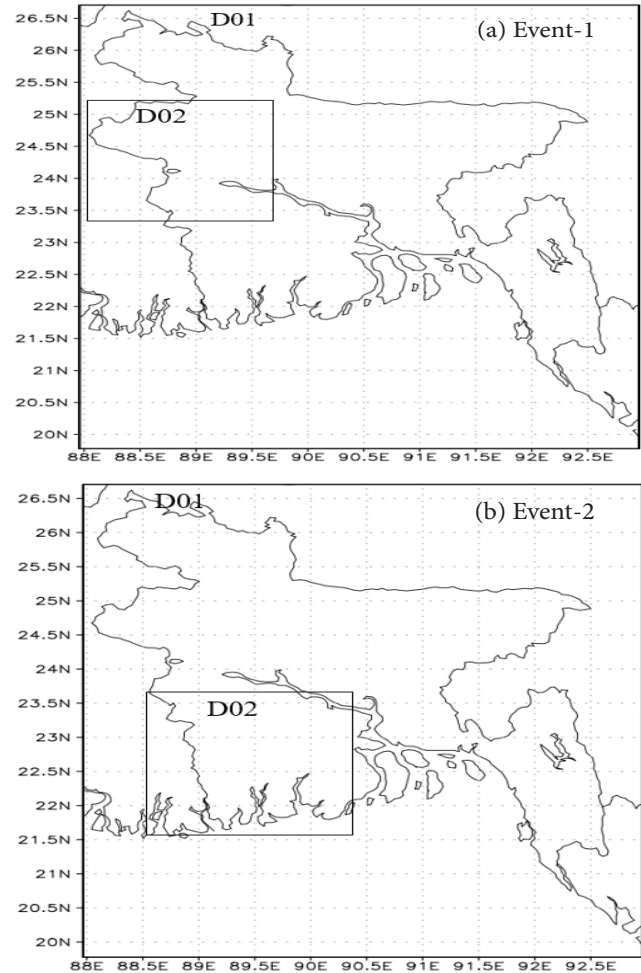 D01
(a) Event-1
26.5N
26N
25.5N
25N
D02
24.5N
24N
23.5N
23N
22.5N
22N
21.5N
21N
20.5N
20N
88E 88.5E 89E 89.5E 90E 90.5E 91E 91.5E 92E 92.5E
D01
(b) Event-2
26.5N
26N
25.5N
25N
24.5N
24N
23.5N
D02
23N
22.5N
22N
21.5N
21N
20.5N
20N
88E 88.5E 89E 89.5E 90E 90.5E 91E 91.5E 92E 92.5E